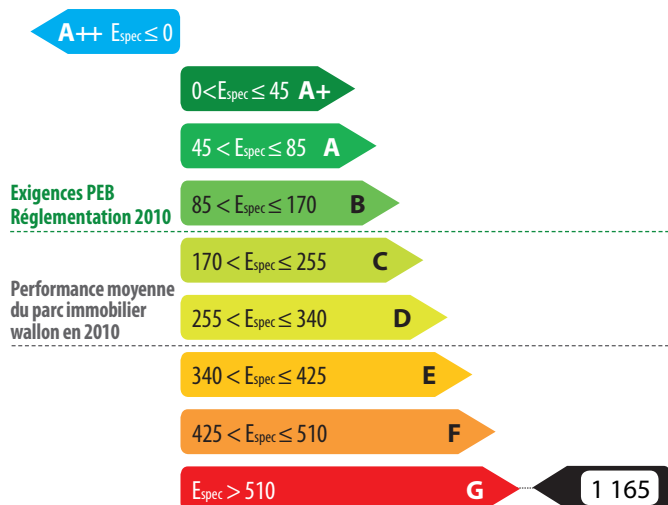 A++ Espec ≤ 0
0<Espec ≤ 45 A+
45 < Espec ≤ 85 A
Exigences PEB
Réglementation 2010
85 < Espec ≤ 170 B
170 < Espec ≤ 255 C
Performance moyenne
du parc immobilier
wallon en 2010
255 < Espec ≤ 340 D
340 < Espec ≤ 425 E
425 < Espec ≤ 510 F
Espec > 510 G
1 165